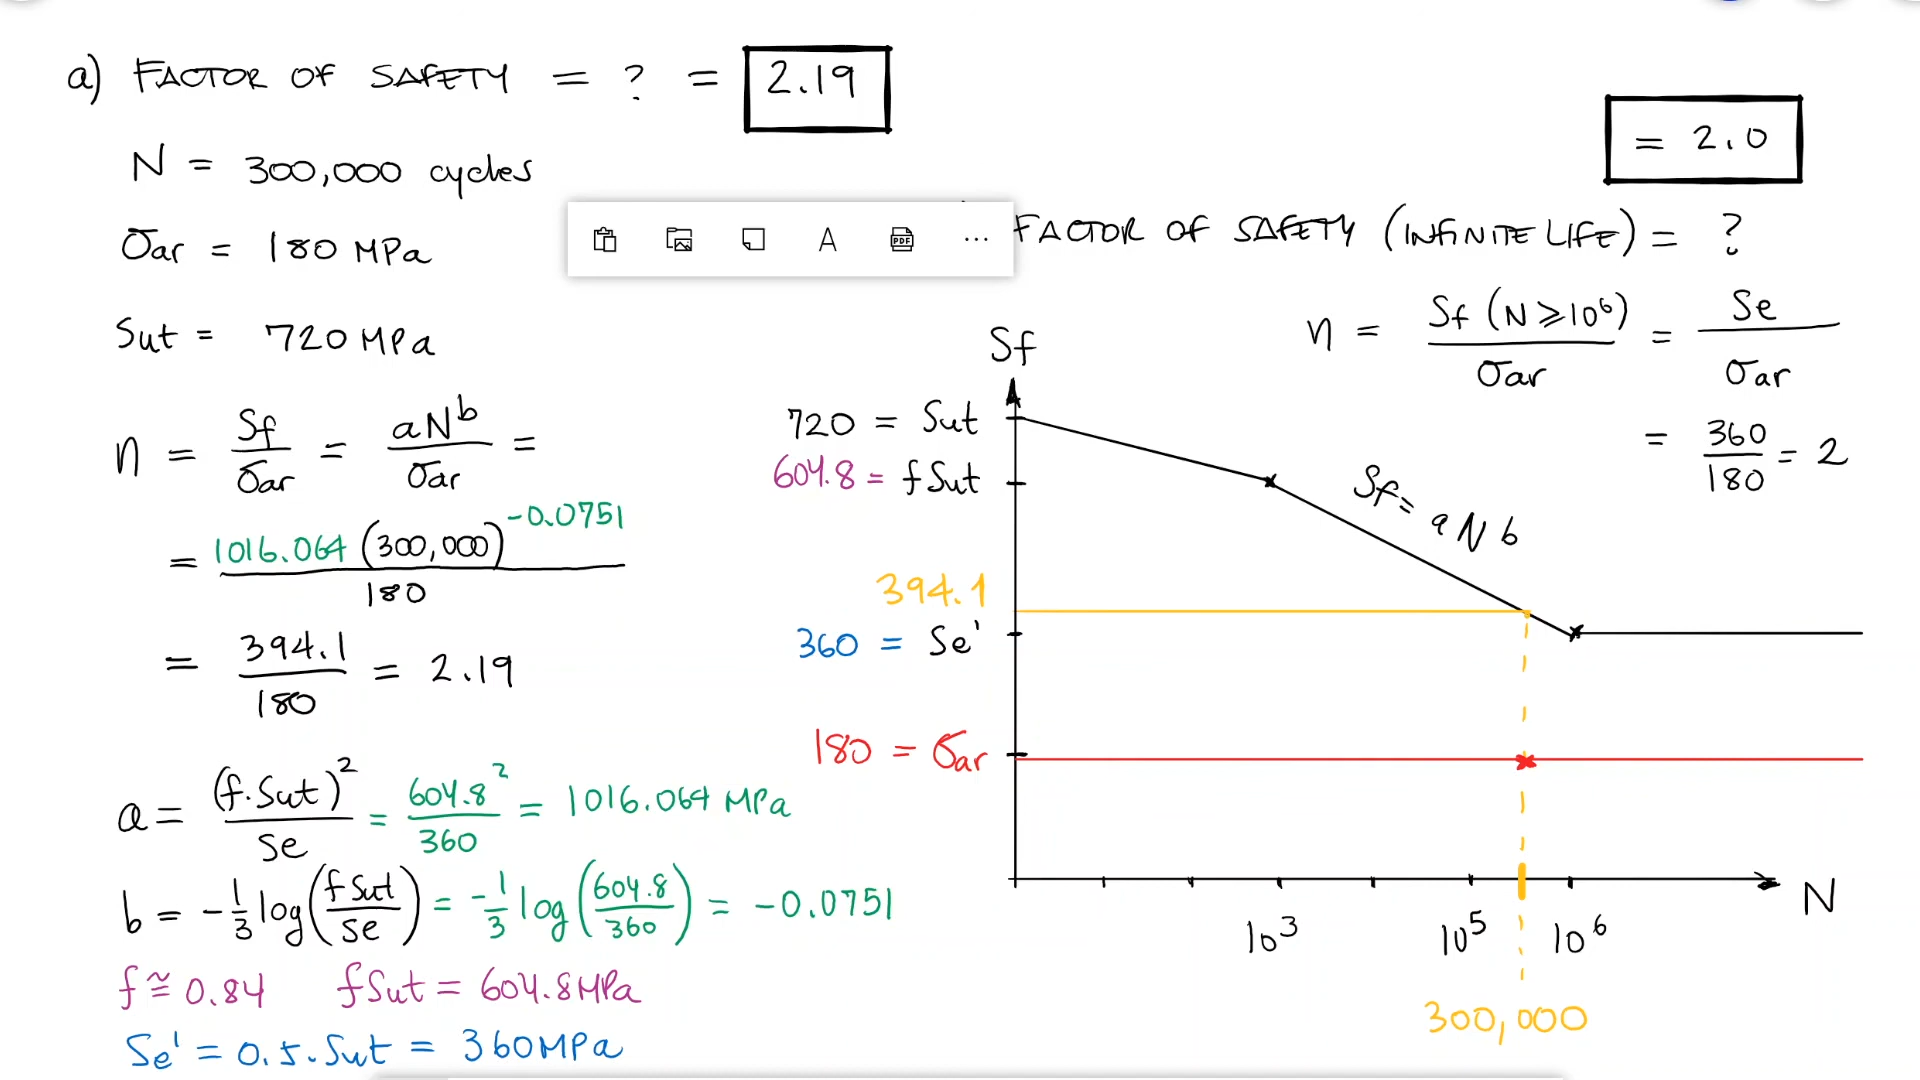 a) FACTOR OF SAFETY = ? = 2.19
N = 300,000 cycles
σar = 180 MPa
Sut = 720 MPa
n = Sf/σar = aN^b/σar =
= 1016.064 (300,000)^-0.0751 / 180
= 394.1/180 = 2.19
a = (f.Sut)²/Se = 604.8²/360 = 1016.064 MPa
b = -1/3 log(f Sut/Se) = -1/3 log(604.8/360) = -0.0751
f ≅ 0.84 fSut = 604.8 MPa
Se' = 0.5.Sut = 360 MPa
= 2.0
A
PDF
...
FACTOR OF SAFETY (INFINITE LIFE) = ?
n = Sf (N ⩾ 10⁶)/σar = Se/σar
= 360/180 = 2
Sf
720 = Sut
604.8 = fSut
Sf = aN^b
394.1
360 = Se'
180 = σar
N
10³
10⁵
10⁶
300,000